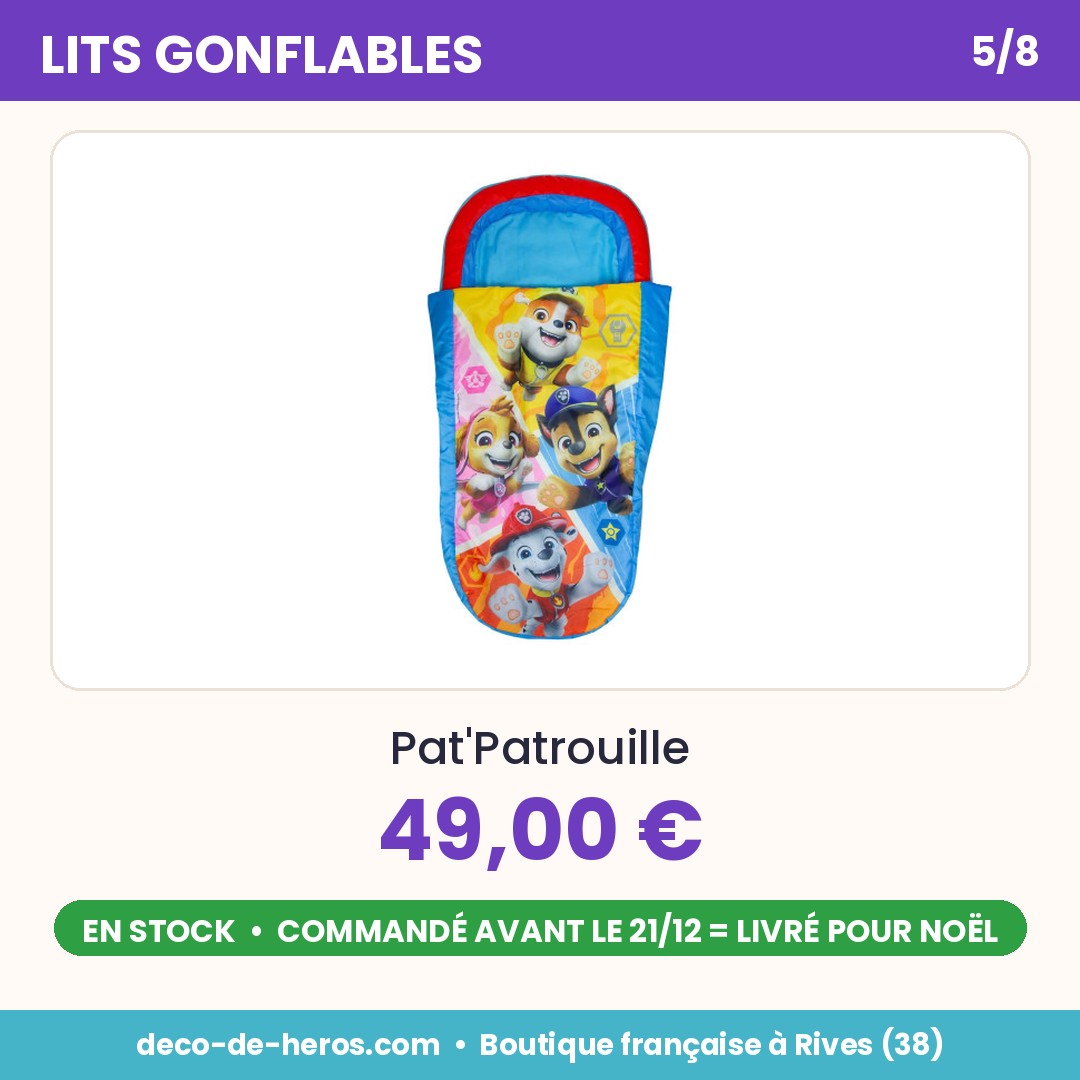 LITS GONFLABLES
5/8
Pat'Patrouille
49,00 €
EN STOCK • COMMANDÉ AVANT LE 21/12 = LIVRÉ POUR NOËL
deco-de-heros.com • Boutique française à Rives (38)